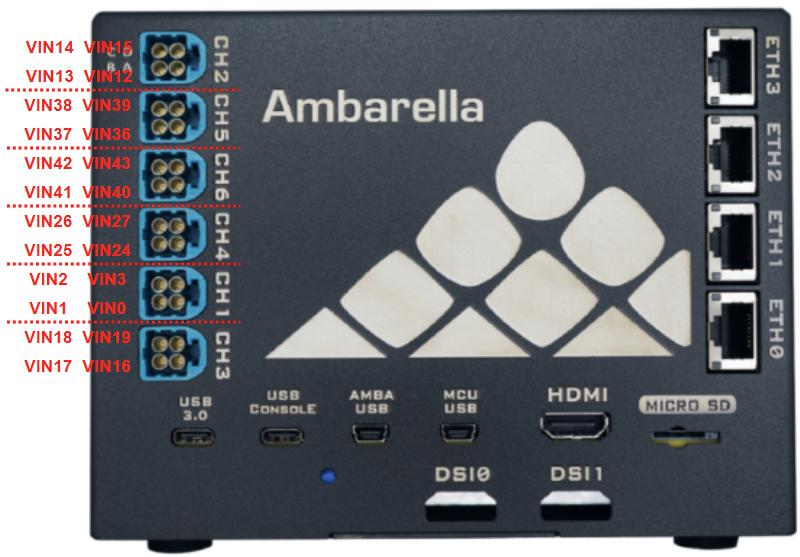 VIN14 VIN15
C D
B A
VIN13 VIN12
CH2
VIN38 VIN39
VIN37 VIN36
CH5
VIN42 VIN43
VIN41 VIN40
CH6
VIN26 VIN27
VIN25 VIN24
CH4
VIN2 VIN3
VIN1 VIN0
CH1
VIN18 VIN19
VIN17 VIN16
CH3
Ambarella
ETH3
ETH2
ETH1
ETH0
USB
3.0
USB
CONSOLE
AMBA
USB
MCU
USB
HDMI
MICRO SD
DSI0
DSI1